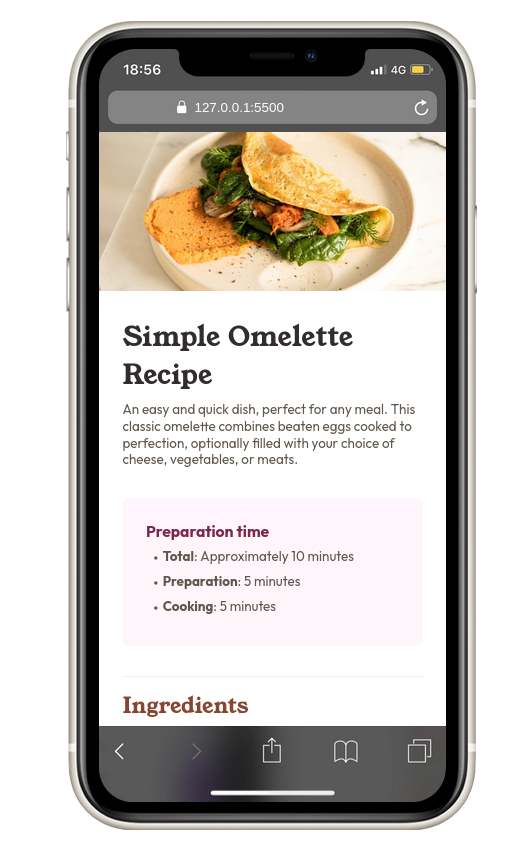 18:56
4G
127.0.0.1:5500
Simple Omelette
Recipe
An easy and quick dish, perfect for any meal. This
classic omelette combines beaten eggs cooked to
perfection, optionally filled with your choice of
cheese, vegetables, or meats.
Preparation time
• Total: Approximately 10 minutes
• Preparation: 5 minutes
• Cooking: 5 minutes
Ingredients